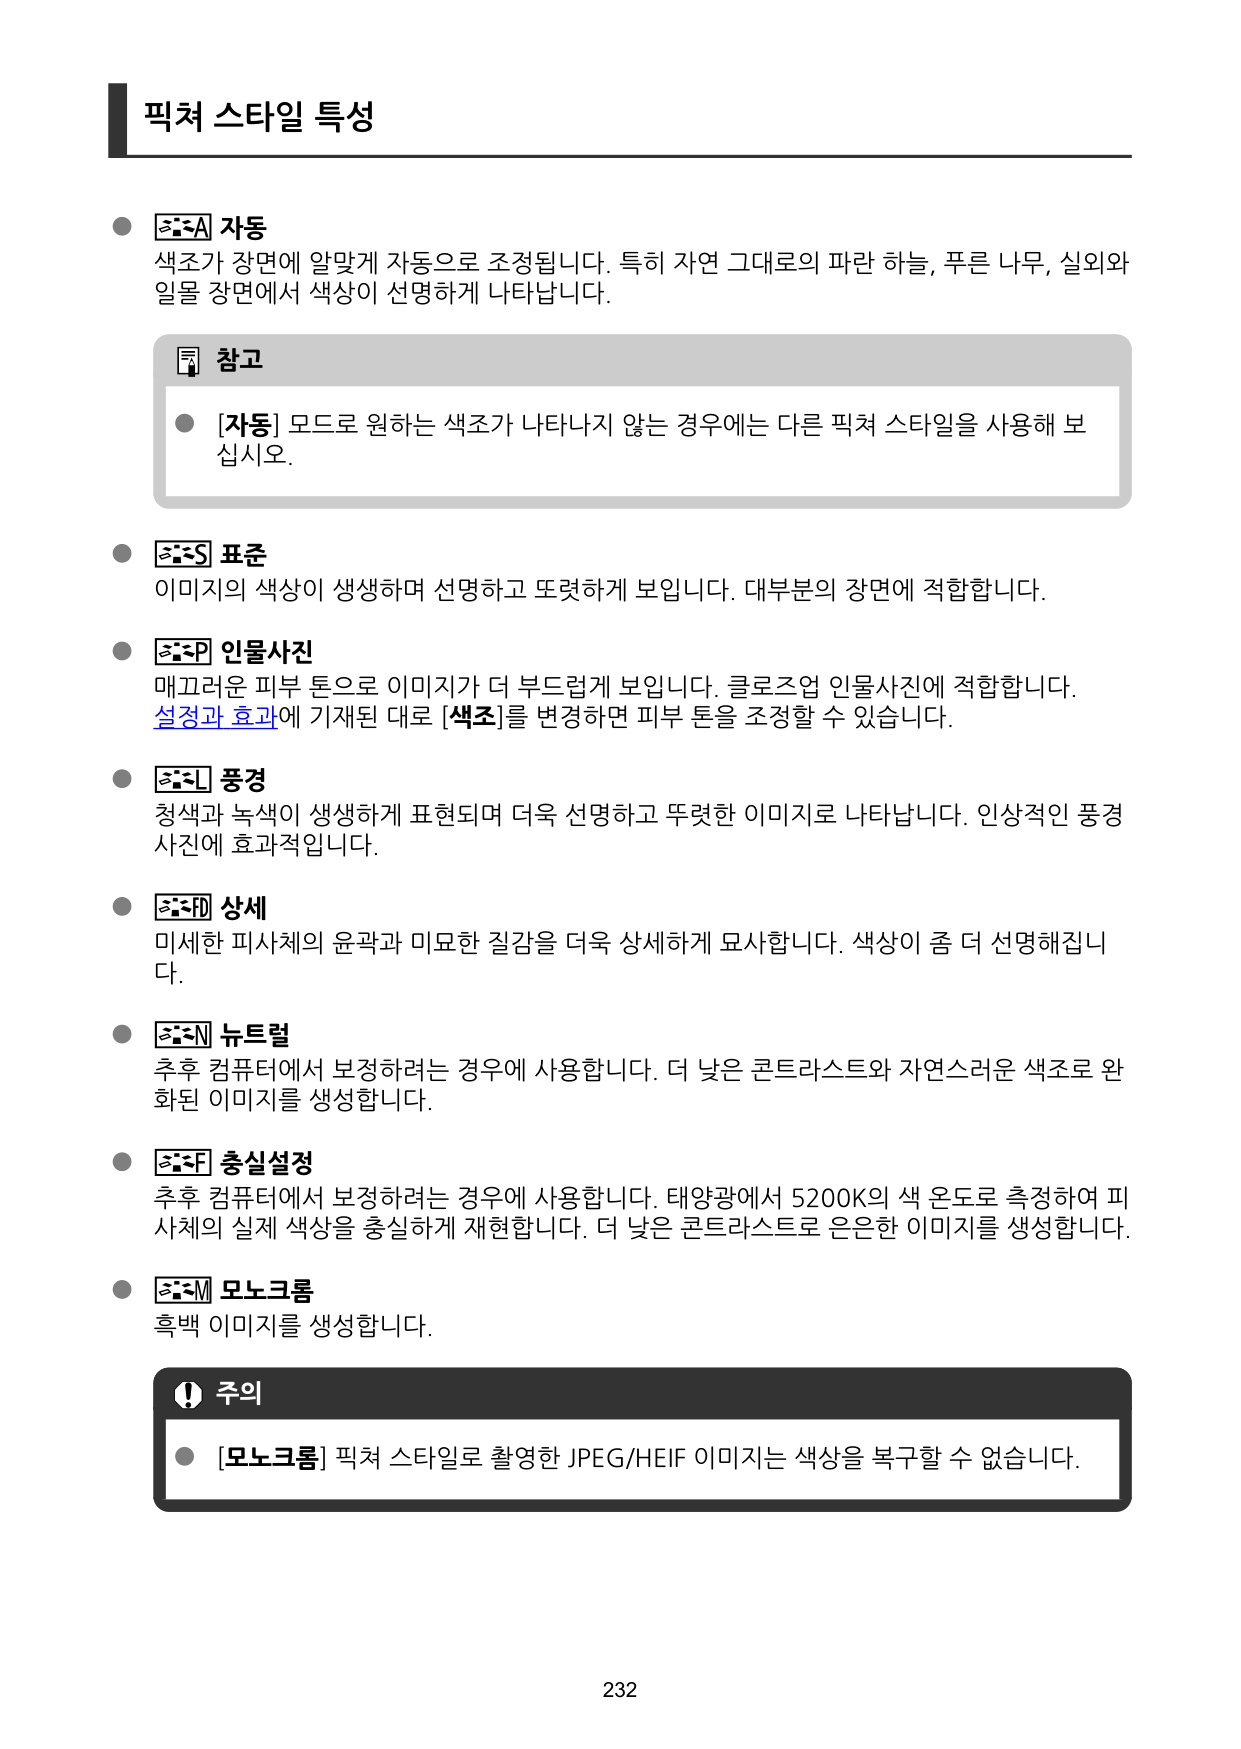 픽쳐 스타일 특성
A 자동
색조가 장면에 알맞게 자동으로 조정됩니다. 특히 자연 그대로의 파란 하늘, 푸른 나무, 실외와
일몰 장면에서 색상이 선명하게 나타납니다.
참고
[자동] 모드로 원하는 색조가 나타나지 않는 경우에는 다른 픽쳐 스타일을 사용해 보
십시오.
S 표준
이미지의 색상이 생생하며 선명하고 또렷하게 보입니다. 대부분의 장면에 적합합니다.
P 인물사진
매끄러운 피부 톤으로 이미지가 더 부드럽게 보입니다. 클로즈업 인물사진에 적합합니다.
설정과 효과에 기재된 대로 [색조]를 변경하면 피부 톤을 조정할 수 있습니다.
L 풍경
청색과 녹색이 생생하게 표현되며 더욱 선명하고 뚜렷한 이미지로 나타납니다. 인상적인 풍경
사진에 효과적입니다.
FD 상세
미세한 피사체의 윤곽과 미묘한 질감을 더욱 상세하게 묘사합니다. 색상이 좀 더 선명해집니
다.
N 뉴트럴
추후 컴퓨터에서 보정하려는 경우에 사용합니다. 더 낮은 콘트라스트와 자연스러운 색조로 완
화된 이미지를 생성합니다.
F 충실설정
추후 컴퓨터에서 보정하려는 경우에 사용합니다. 태양광에서 5200K의 색 온도로 측정하여 피
사체의 실제 색상을 충실하게 재현합니다. 더 낮은 콘트라스트로 은은한 이미지를 생성합니다.
M 모노크롬
흑백 이미지를 생성합니다.
주의
[모노크롬] 픽쳐 스타일로 촬영한 JPEG/HEIF 이미지는 색상을 복구할 수 없습니다.
232